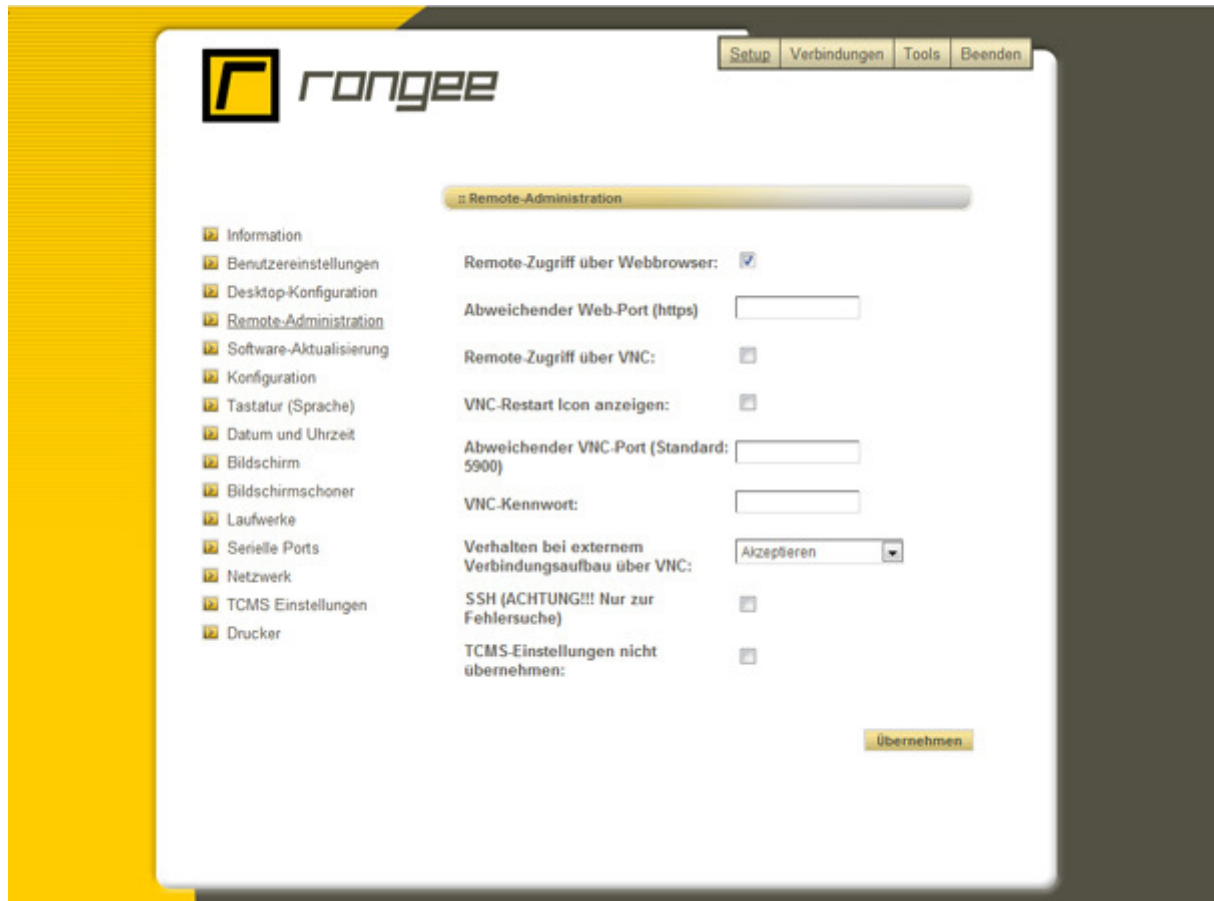 rangee
Setup Verbindungen Tools Beenden
:: Remote-Administration
Information
Benutzereinstellungen
Desktop-Konfiguration
Remote-Administration
Software-Aktualisierung
Konfiguration
Tastatur (Sprache)
Datum und Uhrzeit
Bildschirm
Bildschirmschoner
Laufwerke
Serielle Ports
Netzwerk
TCMS Einstellungen
Drucker
Remote-Zugriff über Webbrowser:
Abweichender Web-Port (https)
Remote-Zugriff über VNC:
VNC-Restart Icon anzeigen:
Abweichender VNC-Port (Standard:
5900)
VNC-Kennwort:
Verhalten bei externem
Verbindungsaufbau über VNC:
Akzeptieren
SSH (ACHTUNG!!! Nur zur
Fehlersuche)
TCMS-Einstellungen nicht
übernehmen:
Übernehmen